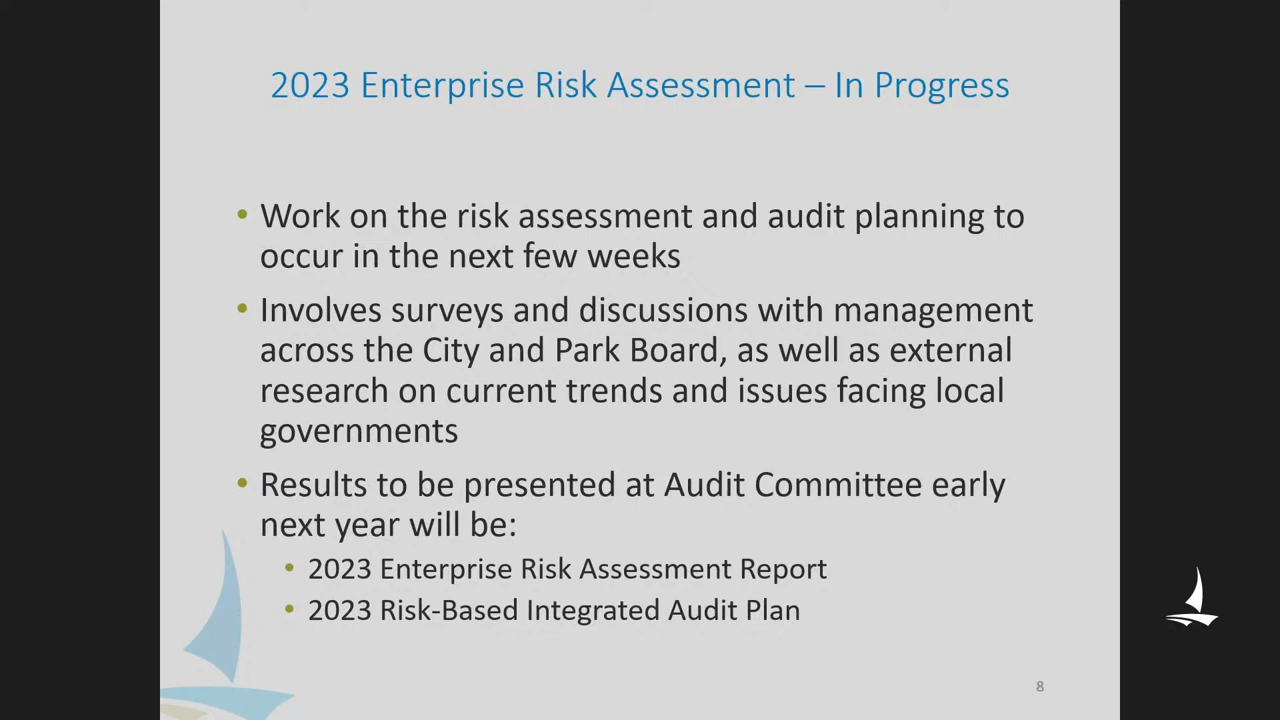 2023 Enterprise Risk Assessment – In Progress
• Work on the risk assessment and audit planning to
occur in the next few weeks
• Involves surveys and discussions with management
across the City and Park Board, as well as external
research on current trends and issues facing local
governments
• Results to be presented at Audit Committee early
next year will be:
• 2023 Enterprise Risk Assessment Report
• 2023 Risk-Based Integrated Audit Plan
8